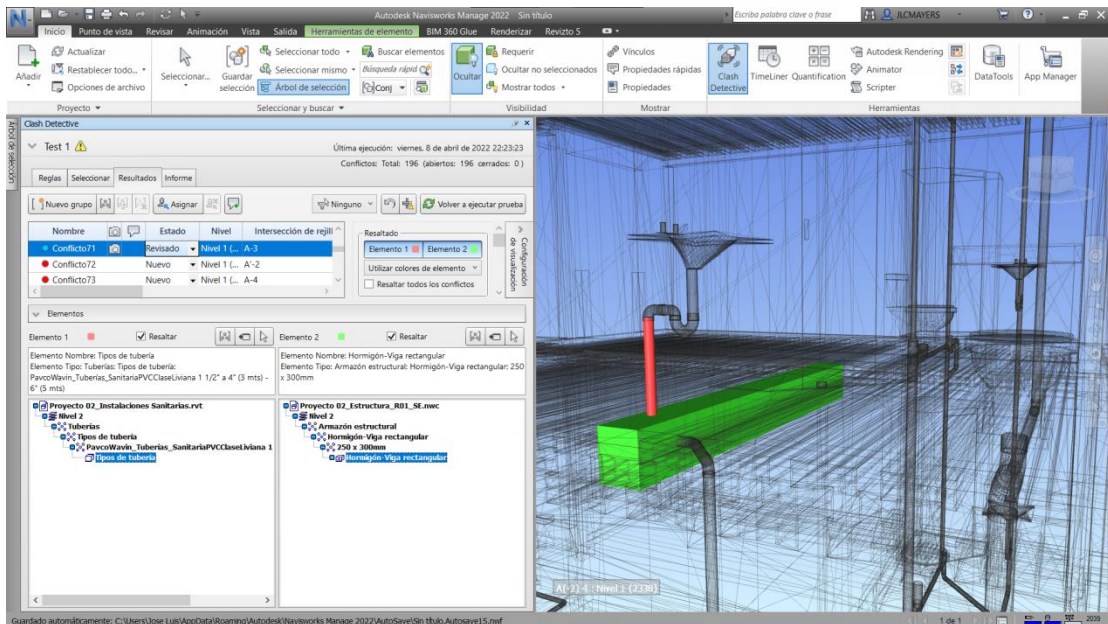 Autodesk Navisworks Manage 2022 Sin título
Escriba palabra clave o frase
JLCMAYERS
Inicio Punto de vista Revisar Animación Vista Salida Herramientas de elemento BIM 360 Glue Renderizar Revizto 5
Añadir
Actualizar
Restablecer todo...
Opciones de archivo
Proyecto
Seleccionar...
Guardar selección
Seleccionar todo
Seleccionar mismo
Árbol de selección
Buscar elementos
Búsqueda rápid
Conj
Seleccionar y buscar
Ocultar
Requerir
Ocultar no seleccionados
Mostrar todos
Visibilidad
Vínculos
Propiedades rápidas
Propiedades
Mostrar
Clash Detective
TimeLiner
Quantification
Autodesk Rendering
Animator
Scripter
DataTools
App Manager
Herramientas
Árbol de selección
Clash Detective
Test 1
Última ejecución: viernes, 8 de abril de 2022 22:23:23
Conflictos: Total: 196 (abiertos: 196 cerrados: 0)
Reglas Seleccionar Resultados Informe
Nuevo grupo
Asignar
Ninguno
Volver a ejecutar prueba
Nombre Estado Nivel Intersección de rejill
Conflicto71 Revisado Nivel 1 (... A-3
Conflicto72 Nuevo Nivel 1 (... A'-2
Conflicto73 Nuevo Nivel 1 (... A-4
Resaltado
Elemento 1 Elemento 2
Utilizar colores de elemento
Resaltar todos los conflictos
Configuración de visualización
Elementos
Elemento 1 Resaltar
Elemento 2 Resaltar
Elemento Nombre: Tipos de tubería
Elemento Tipo: Tuberías: Tipos de tubería:
PavcoWavin_Tuberías_SanitariaPVCClaseLiviana 1 1/2" a 4" (3 mts) -
6" (5 mts)
Elemento Nombre: Hormigón-Viga rectangular
Elemento Tipo: Armazón estructural: Hormigón-Viga rectangular: 250
x 300mm
Proyecto 02_Instalaciones Sanitarias.rvt
Nivel 2
Tuberías
Tipos de tubería
PavcoWavin_Tuberías_SanitariaPVCClaseLiviana 1
Tipos de tubería
Proyecto 02_Estructura_R01_SE.nwc
Nivel 2
Armazón estructural
Hormigón-Viga rectangular
250 x 300mm
Hormigón-Viga rectangular
A(-2)-4 : Nivel 1 (2338)
Guardado automáticamente: C:\Users\Jose Luis\AppData\Roaming\Autodesk\Navisworks Manage 2022\AutoSave\Sin título.Autosave15.nwf
1 de 1
2039